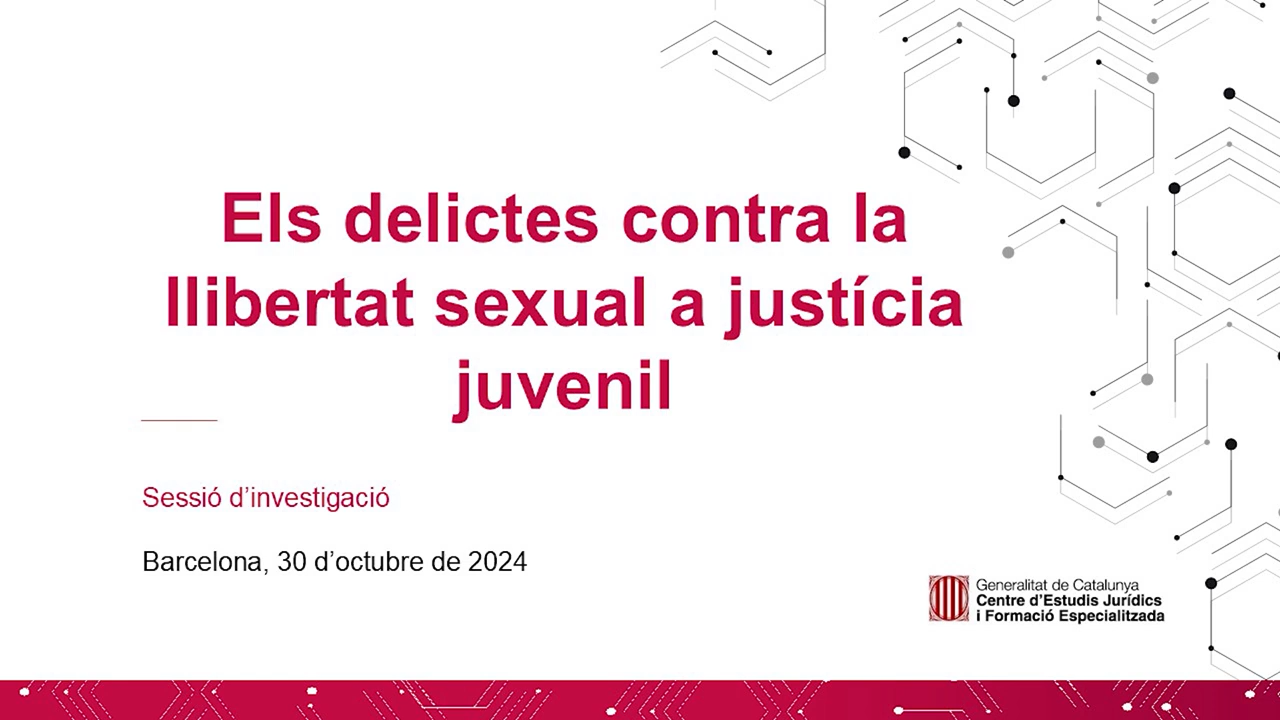 Els delictes contra la
llibertat sexual a justícia
juvenil
Sessió d’investigació
Barcelona, 30 d’octubre de 2024
Generalitat de Catalunya
Centre d’Estudis Jurídics
i Formació Especialitzada